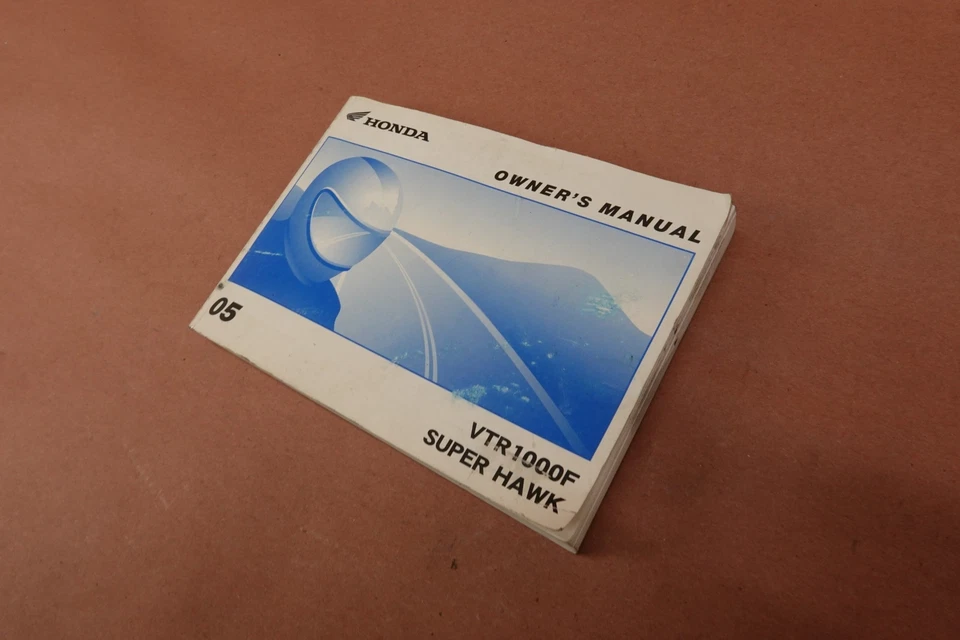 HONDA
OWNER'S MANUAL
05
VTR1000F
SUPER HAWK